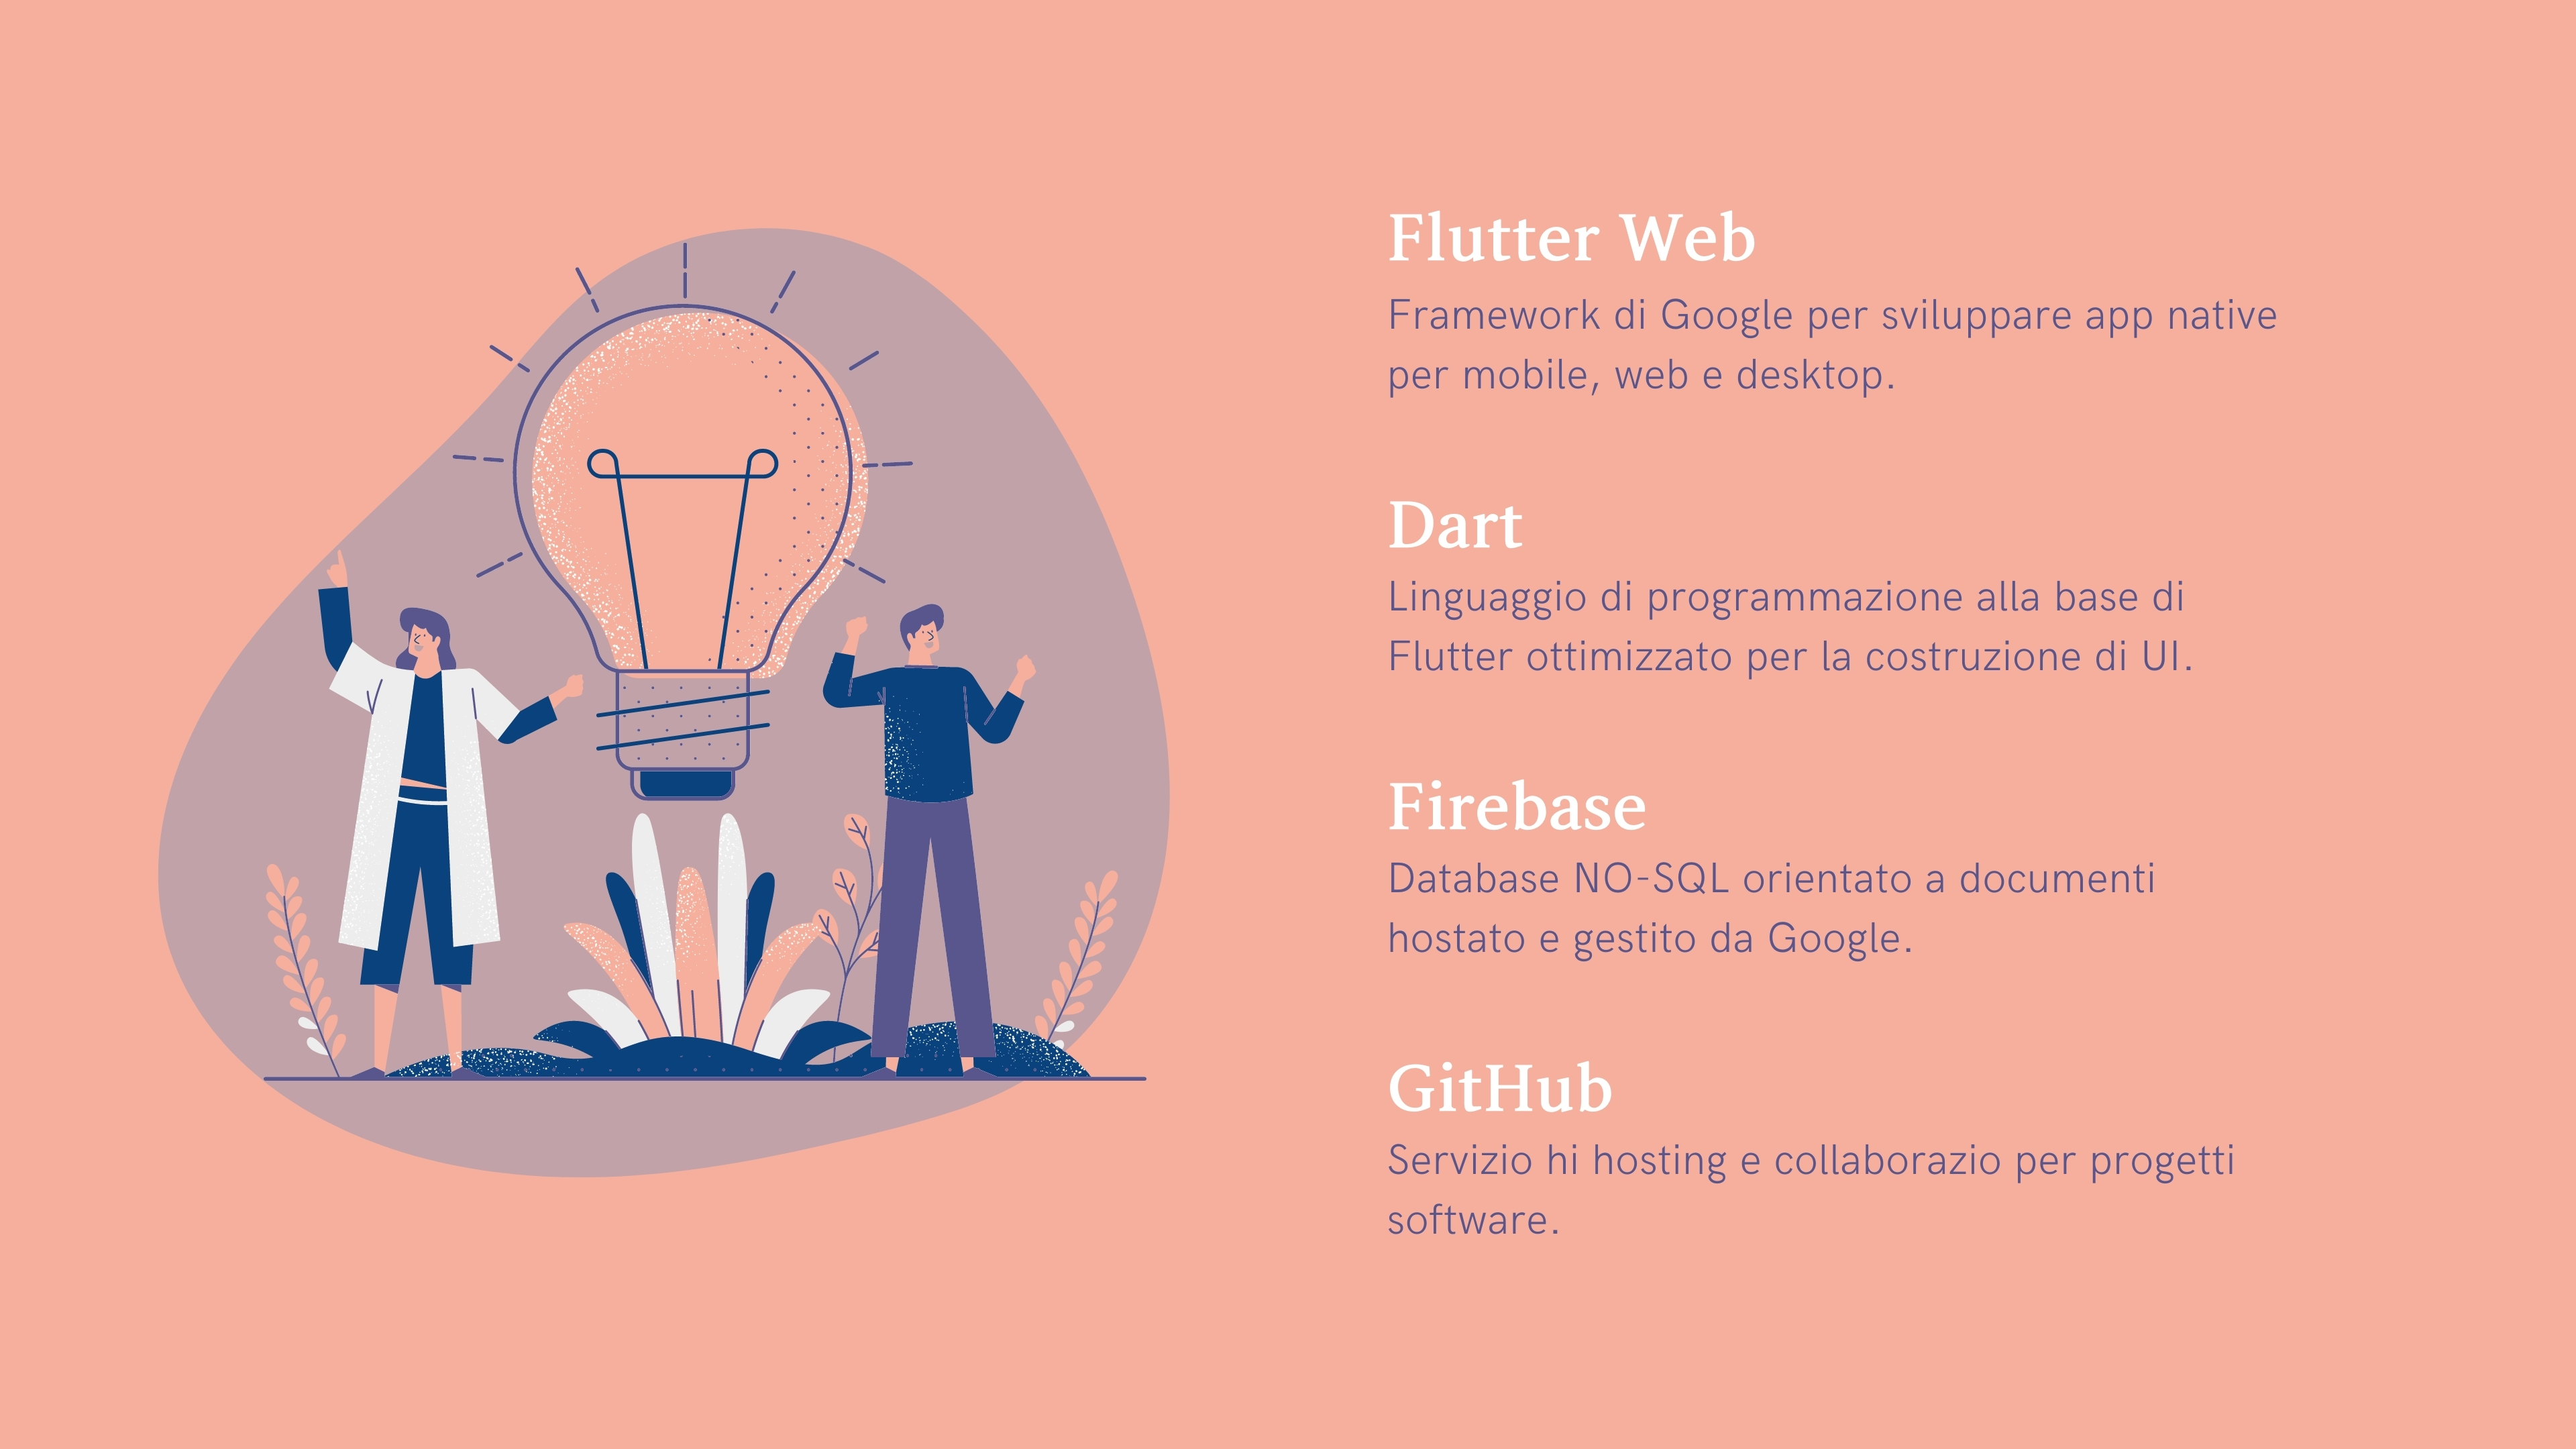 Flutter Web
Framework di Google per sviluppare app native
per mobile, web e desktop.
Dart
Linguaggio di programmazione alla base di
Flutter ottimizzato per la costruzione di UI.
Firebase
Database NO-SQL orientato a documenti
hostato e gestito da Google.
GitHub
Servizio hi hosting e collaborazio per progetti
software.